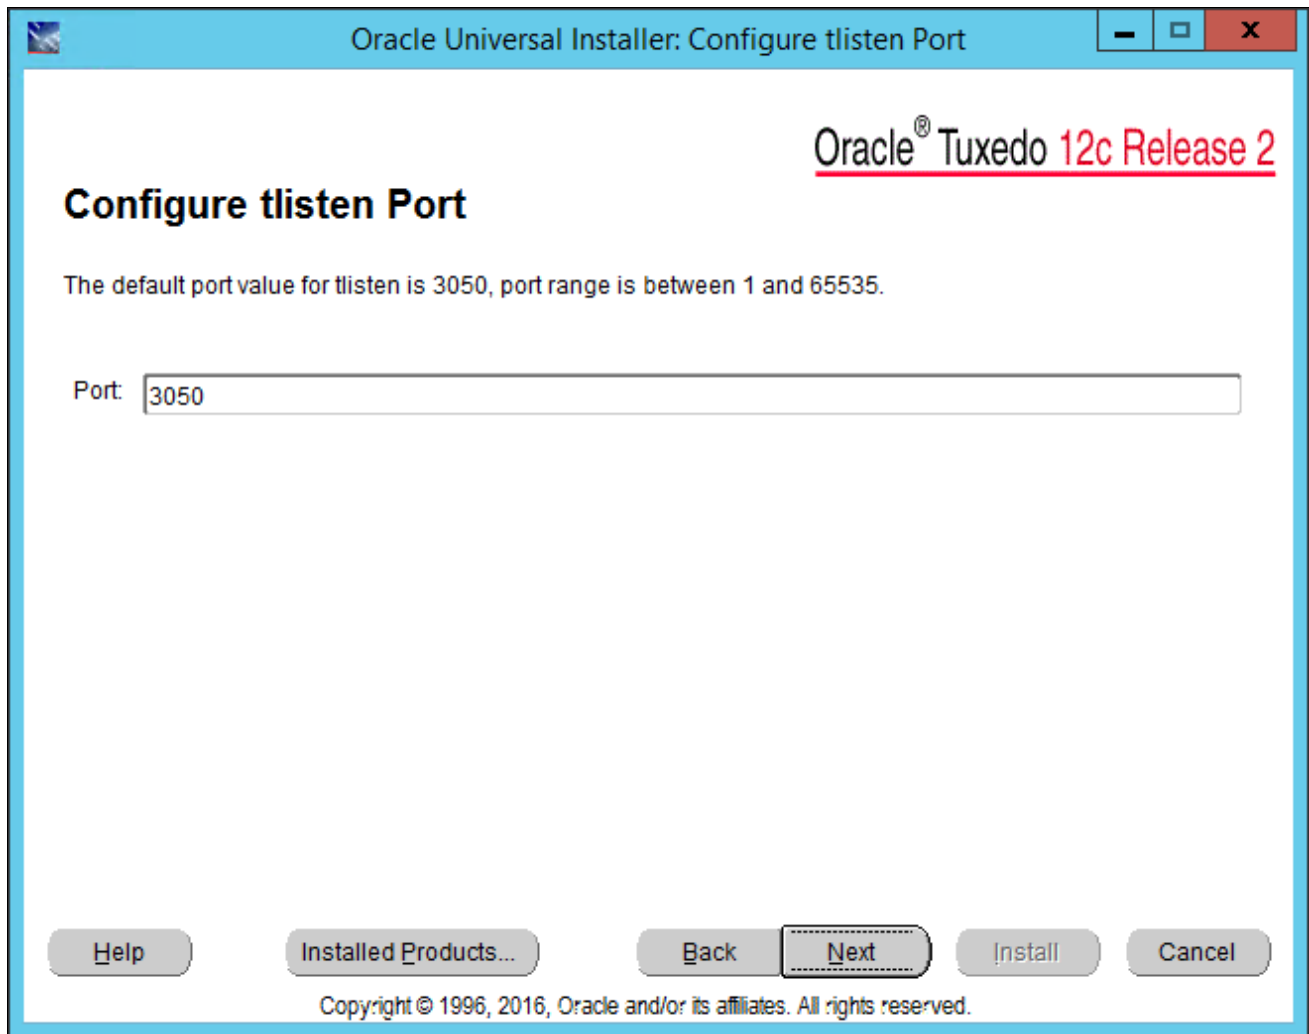 Oracle Universal Installer: Configure tlisten Port
Oracle® Tuxedo 12c Release 2
Configure tlisten Port
The default port value for tlisten is 3050, port range is between 1 and 65535.
Port: 3050
Help Installed Products... Back Next Install Cancel
Copyright © 1996, 2016, Oracle and/or its affiliates. All rights reserved.